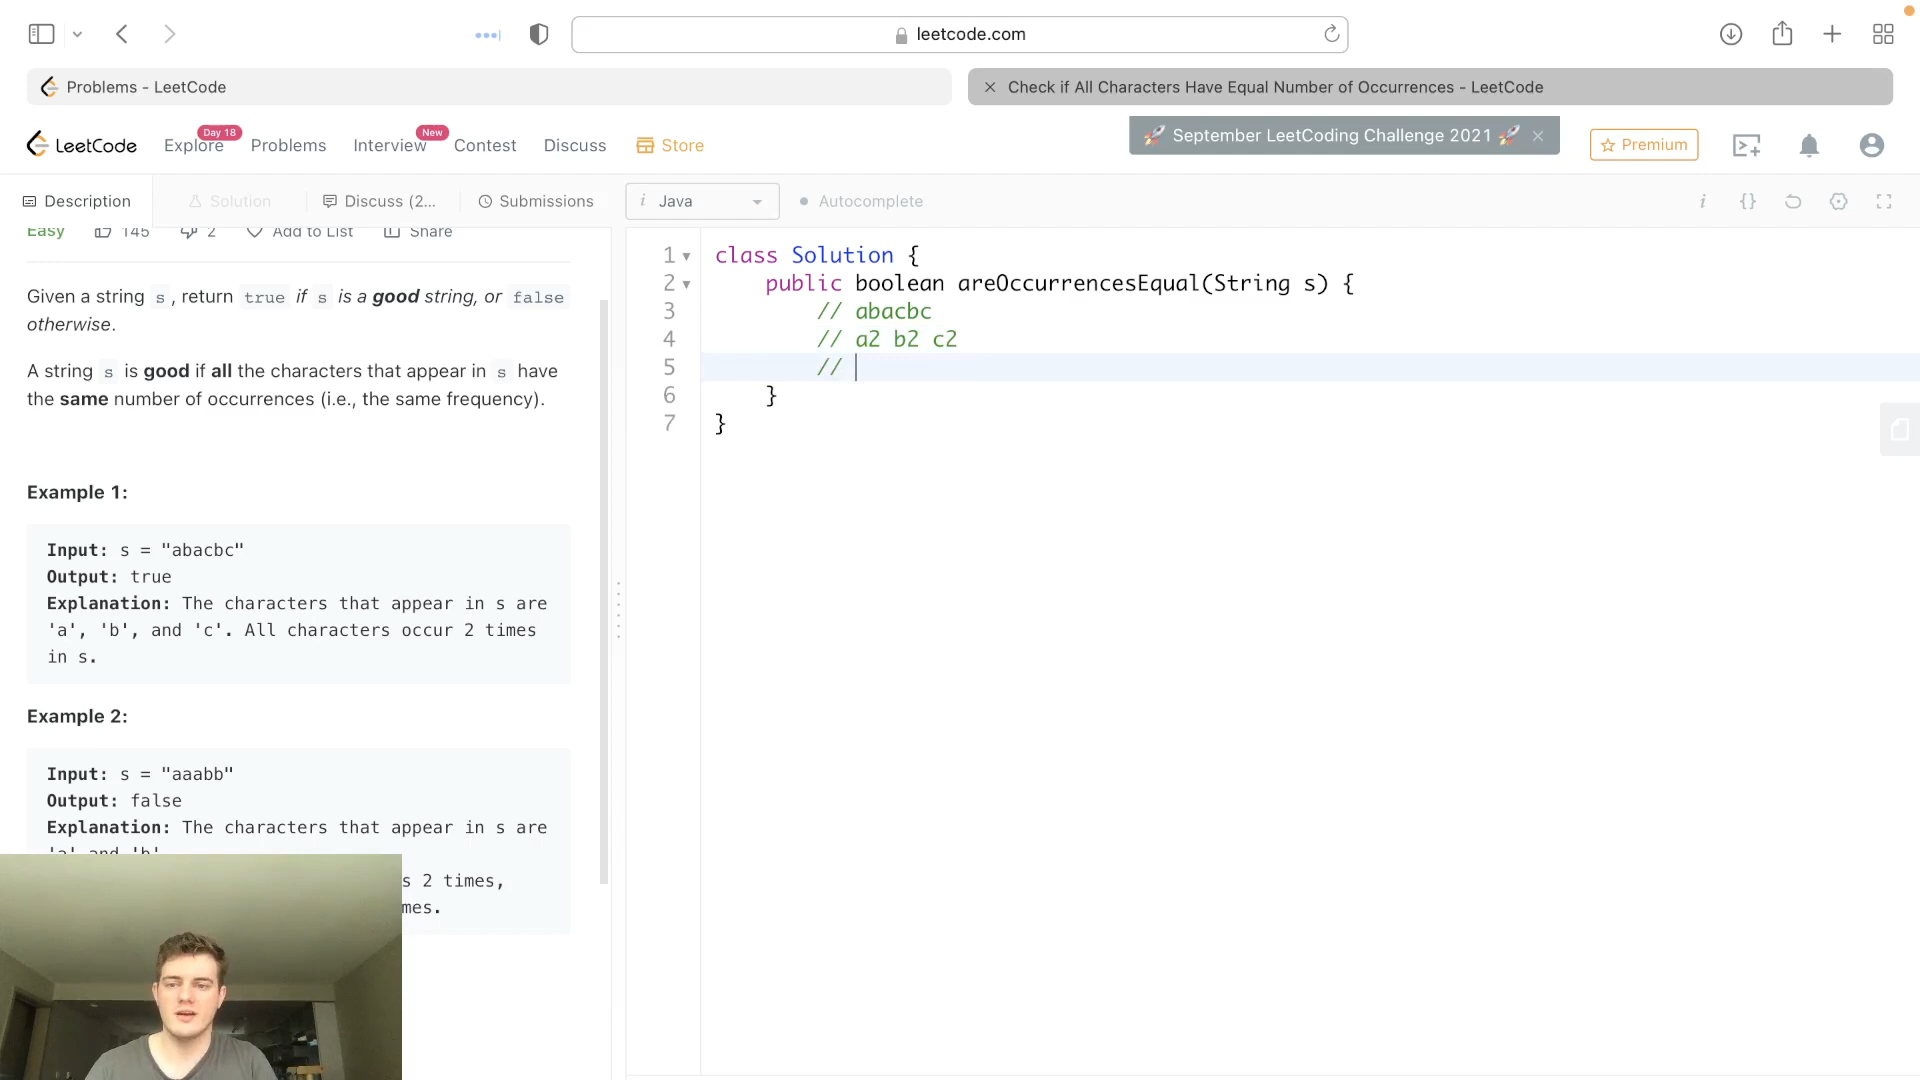 leetcode.com
Problems - LeetCode
Check if All Characters Have Equal Number of Occurrences - LeetCode
LeetCode
Explore
Day 18
Problems
Interview
New
Contest
Discuss
Store
🚀 September LeetCoding Challenge 2021 🚀
Premium
Description
Solution
Discuss (2...
Submissions
i Java
Autocomplete
i
{}
Easy
145
2
Add to List
Share
Given a string s , return true if s is a good string, or false
otherwise.
A string s is good if all the characters that appear in s have
the same number of occurrences (i.e., the same frequency).
Example 1:
Input: s = "abacbc"
Output: true
Explanation: The characters that appear in s are
'a', 'b', and 'c'. All characters occur 2 times
in s.
Example 2:
Input: s = "aaabb"
Output: false
Explanation: The characters that appear in s are
'a' and 'b'.
s 2 times,
mes.
1 class Solution {
2 public boolean areOccurrencesEqual(String s) {
3 // abacbc
4 // a2 b2 c2
5 //
6 }
7 }